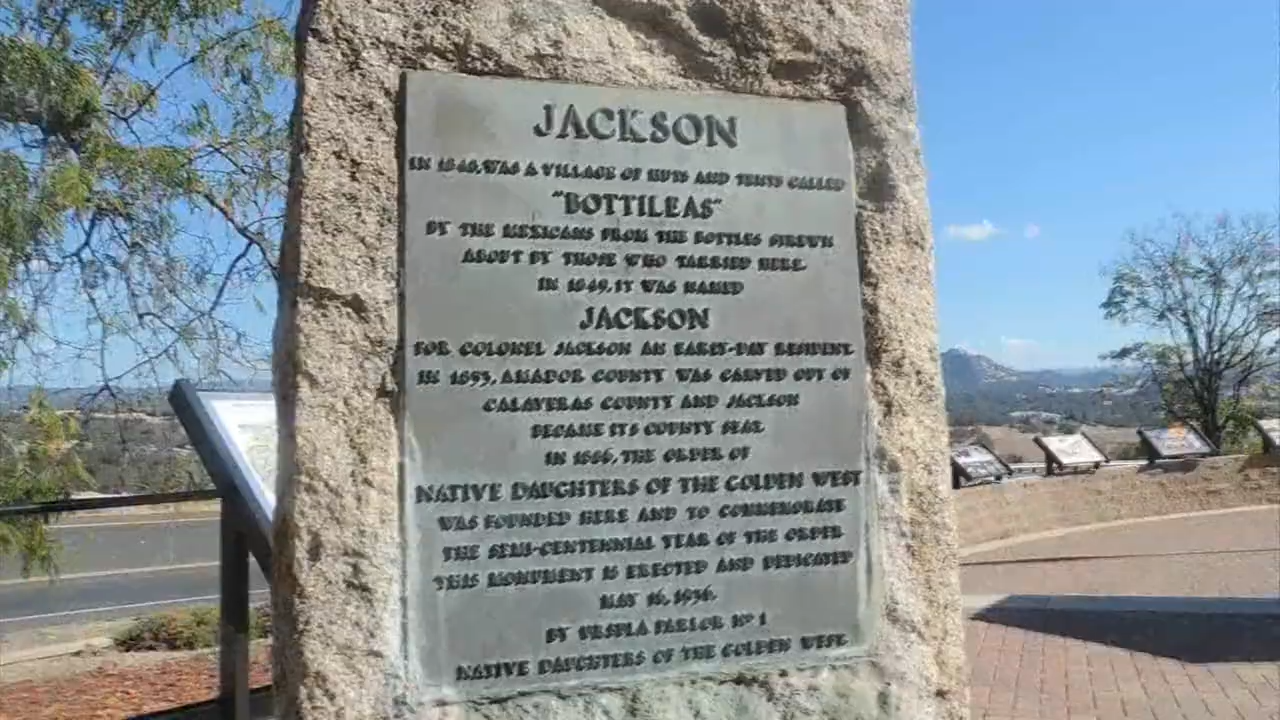 JACKSON
IN 1848, WAS A VILLAGE OF HUTS AND TENTS CALLED
"BOTTILEAS"
BY THE MEXICANS FROM THE BOTTLES STREWN
ABOUT BY THOSE WHO TARRIED HERE.
IN 1849, IT WAS NAMED
JACKSON
FOR COLONEL JACKSON AN EARLY-DAY RESIDENT.
IN 1853, AMADOR COUNTY WAS CARVED OUT OF
CALAVERAS COUNTY AND JACKSON
BECAME ITS COUNTY SEAT.
IN 1886, THE ORDER OF
NATIVE DAUGHTERS OF THE GOLDEN WEST
WAS FOUNDED HERE AND TO COMMEMORATE
THE SEMI-CENTENNIAL YEAR OF THE ORDER
THIS MONUMENT IS ERECTED AND DEDICATED
MAY 16, 1936.
BY URSULA PARLOR Nº 1
NATIVE DAUGHTERS OF THE GOLDEN WEST.